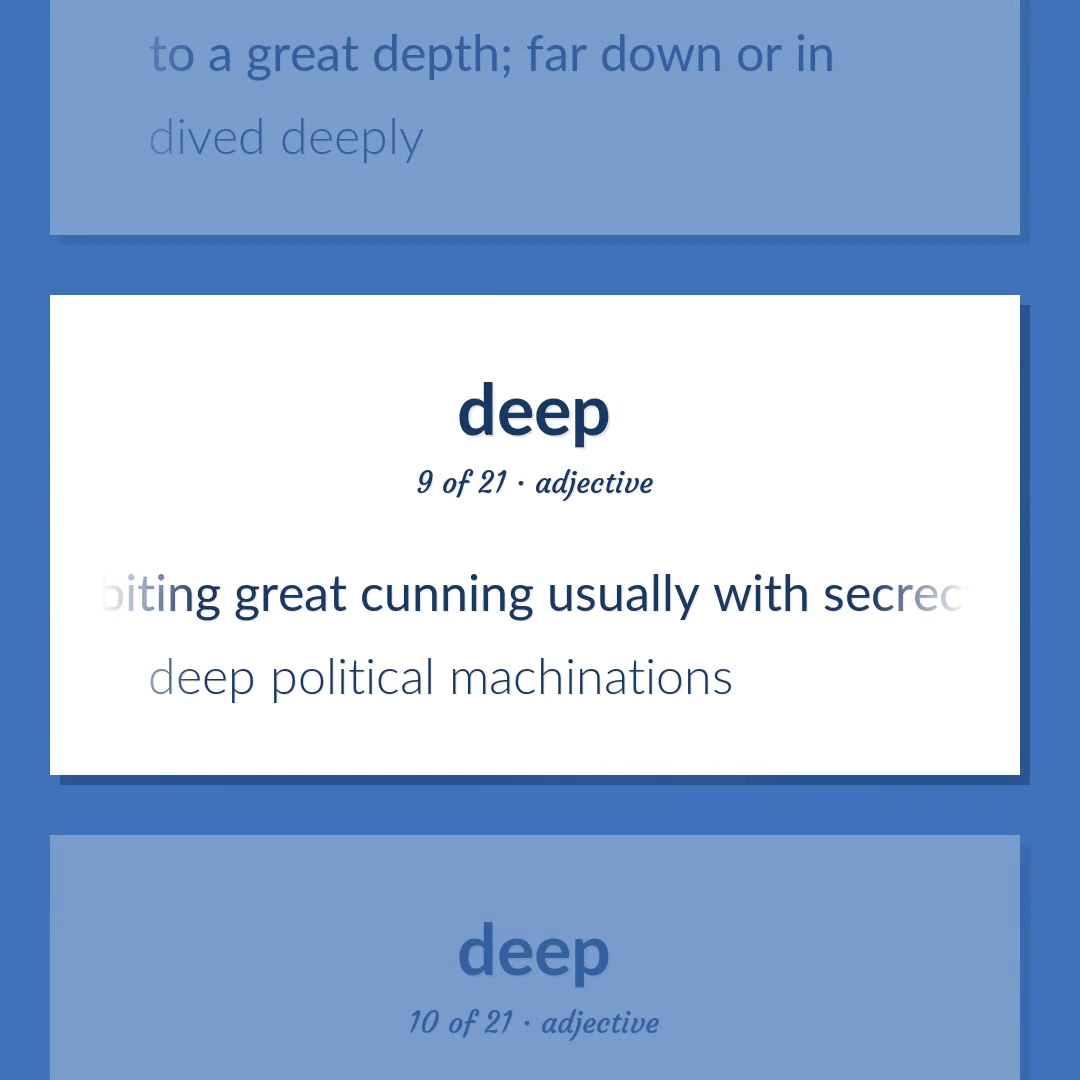 to a great depth; far down or in
dived deeply
deep
9 of 21 · adjective
biting great cunning usually with secrec
deep political machinations
deep
10 of 21 · adjective